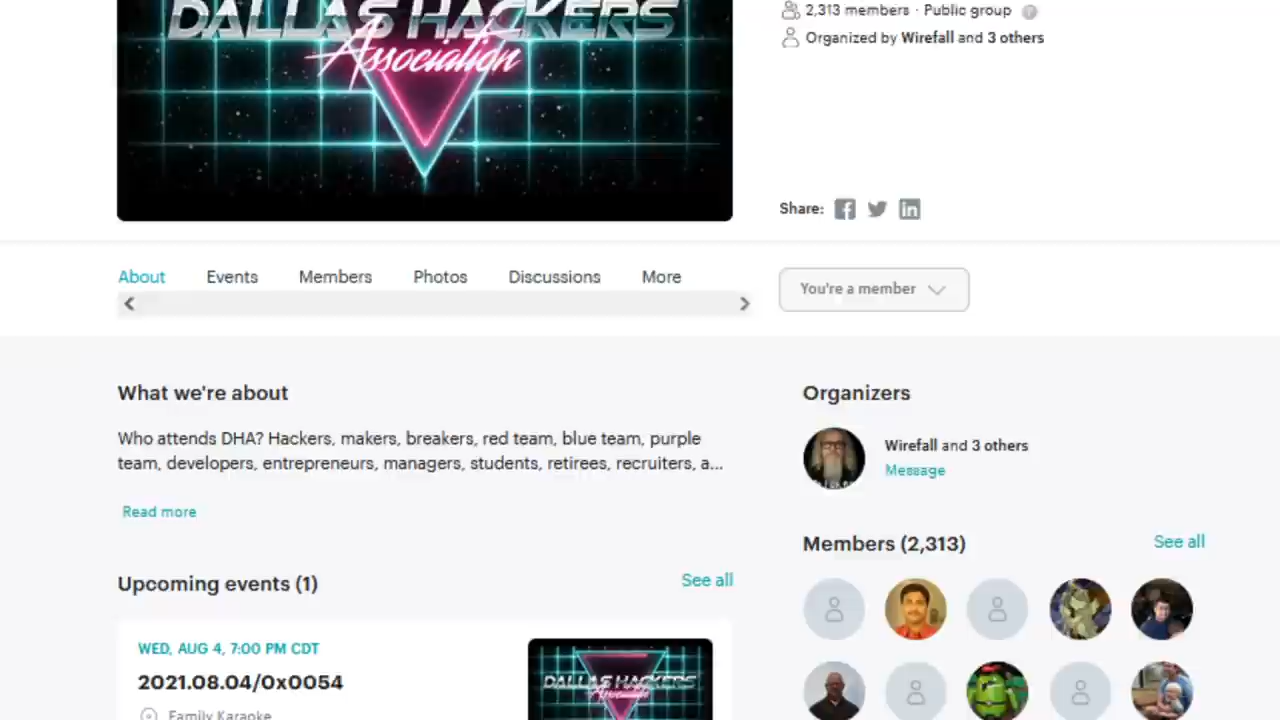 DALLAS HACKERS
Association
2,313 members · Public group
Organized by Wirefall and 3 others
Share:
About Events Members Photos Discussions More
You're a member
What we're about
Who attends DHA? Hackers, makers, breakers, red team, blue team, purple
team, developers, entrepreneurs, managers, students, retirees, recruiters, a...
Read more
Organizers
Wirefall and 3 others
Message
Members (2,313)
See all
Upcoming events (1)
See all
WED, AUG 4, 7:00 PM CDT
2021.08.04/0x0054
Family Karaoke
DALLAS HACKERS
Association